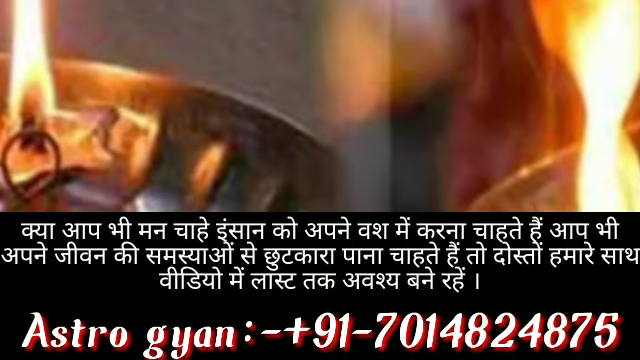 क्या आप भी मन चाहे इंसान को अपने वश में करना चाहते हैं आप भी
अपने जीवन की समस्याओं से छुटकारा पाना चाहते हैं तो दोस्तों हमारे साथ
वीडियो में लास्ट तक अवश्य बने रहें ।
Astro gyan:-+91-7014824875